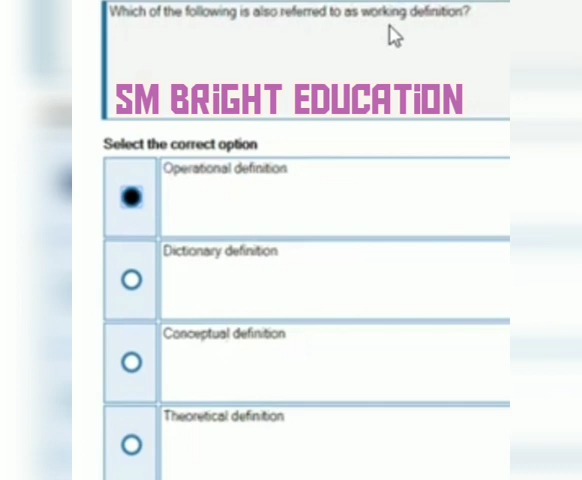 Which of the following is also referred to as working definition?
SM BRiGHT EDUCATiON
Select the correct option
Operational definition
Dictionary definition
Conceptual definition
Theoretical definition